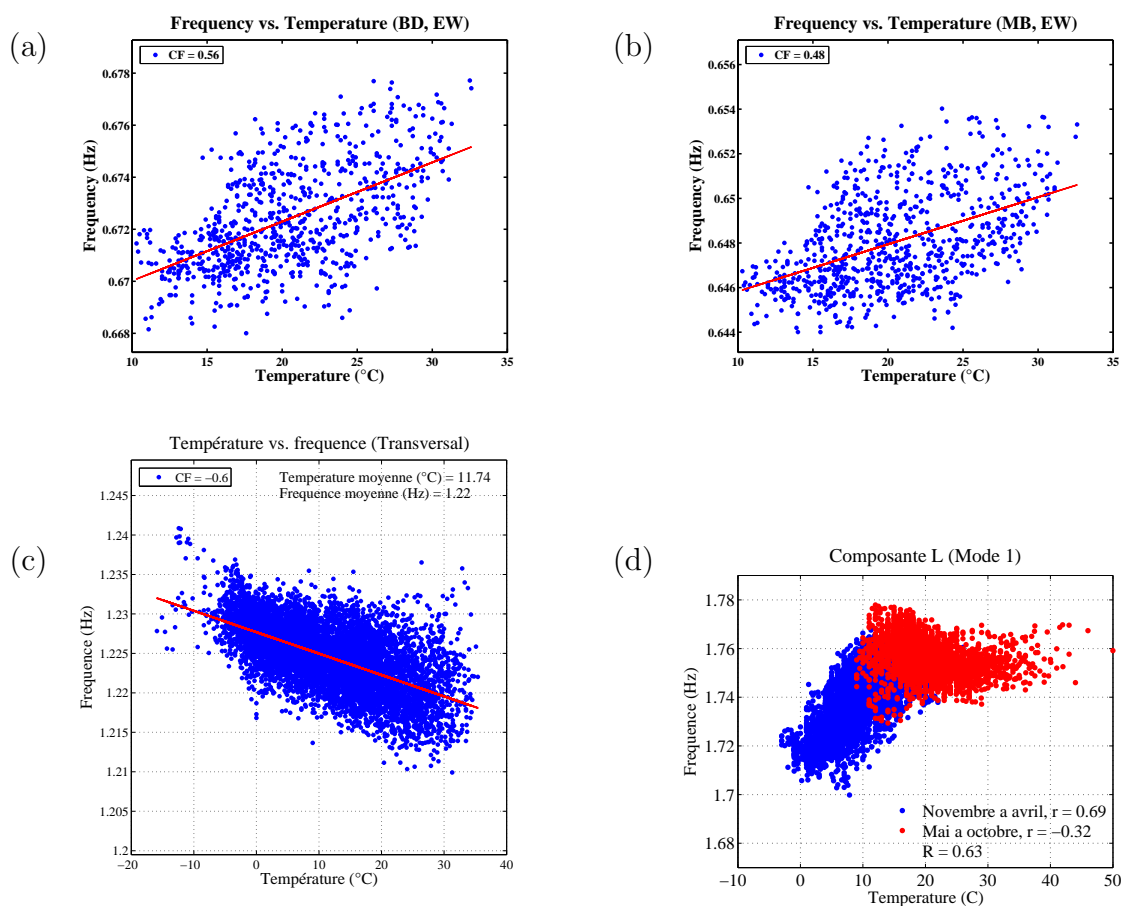 (a)
Frequency vs. Temperature (BD, EW)
CF = 0.56
0.678
0.676
0.674
0.672
0.67
0.668
Frequency (Hz)
10 15 20 25 30 35
Temperature (°C)
(b)
Frequency vs. Temperature (MB, EW)
CF = 0.48
0.656
0.654
0.652
0.65
0.648
0.646
0.644
Frequency (Hz)
10 15 20 25 30 35
Temperature (°C)
(c)
Température vs. frequence (Transversal)
CF = −0.6
Temperature moyenne (°C) = 11.74
Frequence moyenne (Hz) = 1.22
1.245
1.24
1.235
1.23
1.225
1.22
1.215
1.21
1.205
1.2
Frequence (Hz)
−20 −10 0 10 20 30 40
Température (°C)
(d)
Composante L (Mode 1)
1.78
1.76
1.74
1.72
1.7
1.68
Frequence (Hz)
Novembre a avril, r = 0.69
Mai a octobre, r = −0.32
R = 0.63
−10 0 10 20 30 40 50
Temperature (C)